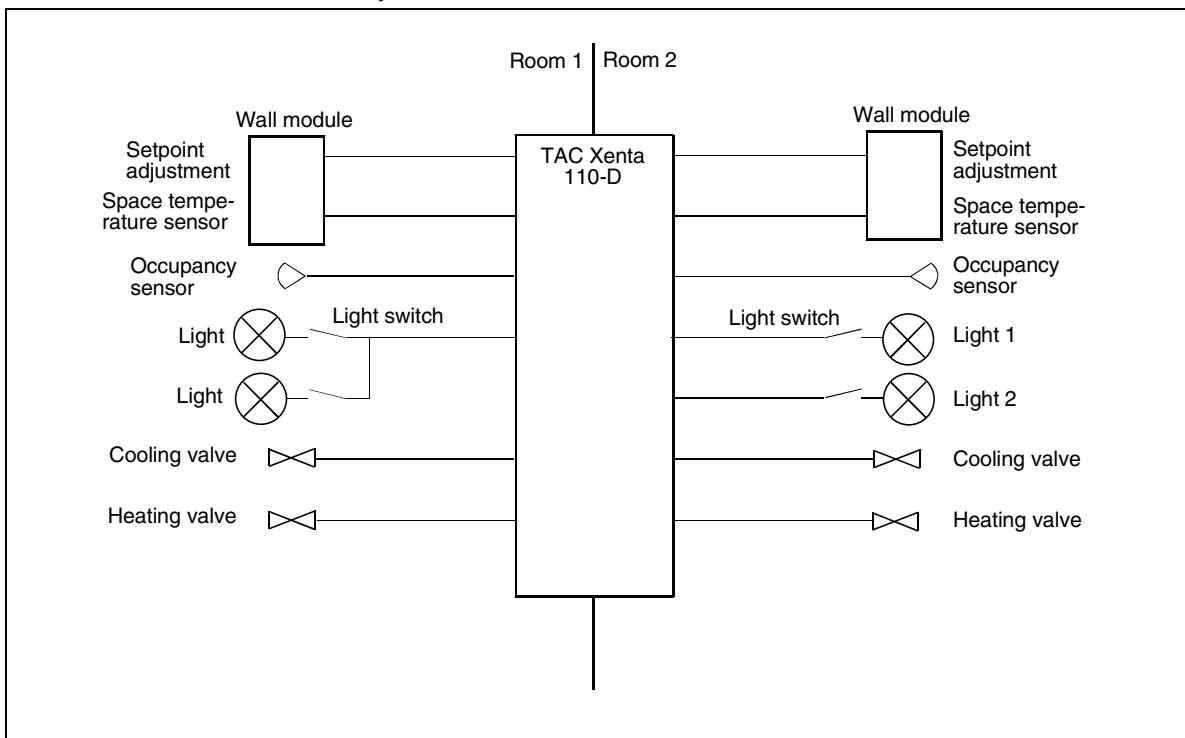 Room 1
Room 2
Wall module
Wall module
Setpoint
adjustment
TAC Xenta
110-D
Setpoint
adjustment
Space tempe-
rature sensor
Space tempe-
rature sensor
Occupancy
sensor
Occupancy
sensor
Light switch
Light switch
Light
Light 1
Light
Light 2
Cooling valve
Cooling valve
Heating valve
Heating valve